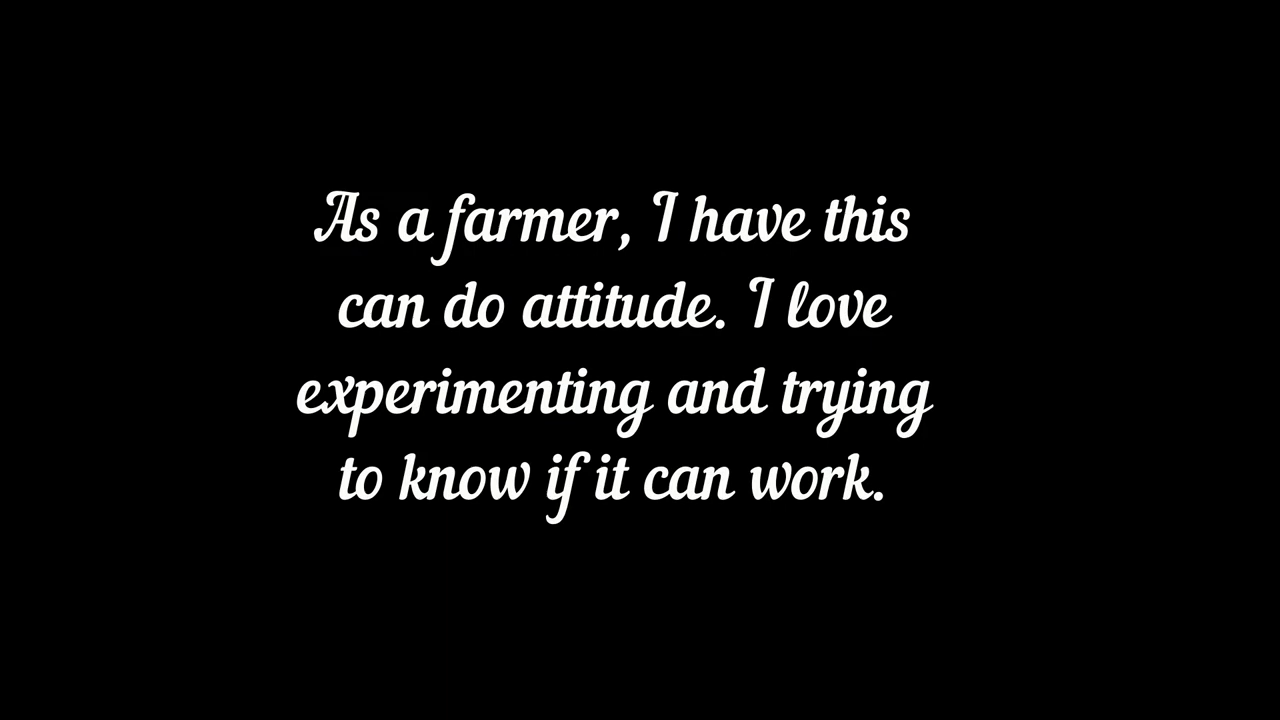 As a farmer, I have this
can do attitude. I love
experimenting and trying
to know if it can work.